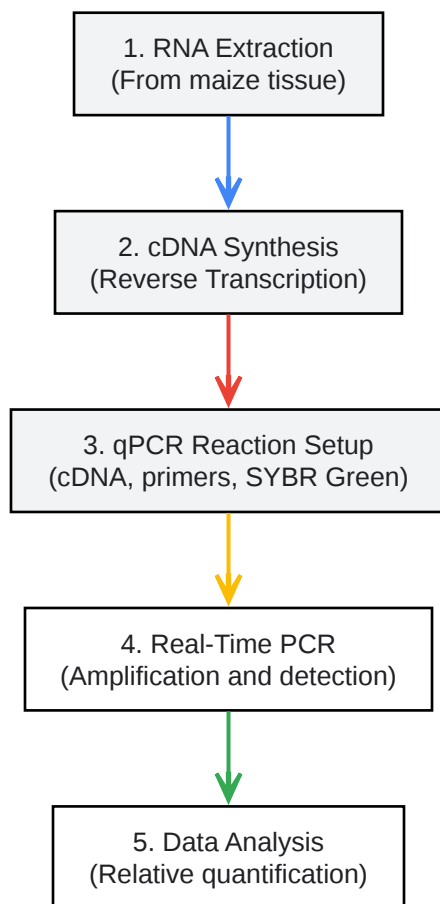 1. RNA Extraction
(From maize tissue)
2. cDNA Synthesis
(Reverse Transcription)
3. qPCR Reaction Setup
(cDNA, primers, SYBR Green)
4. Real-Time PCR
(Amplification and detection)
5. Data Analysis
(Relative quantification)